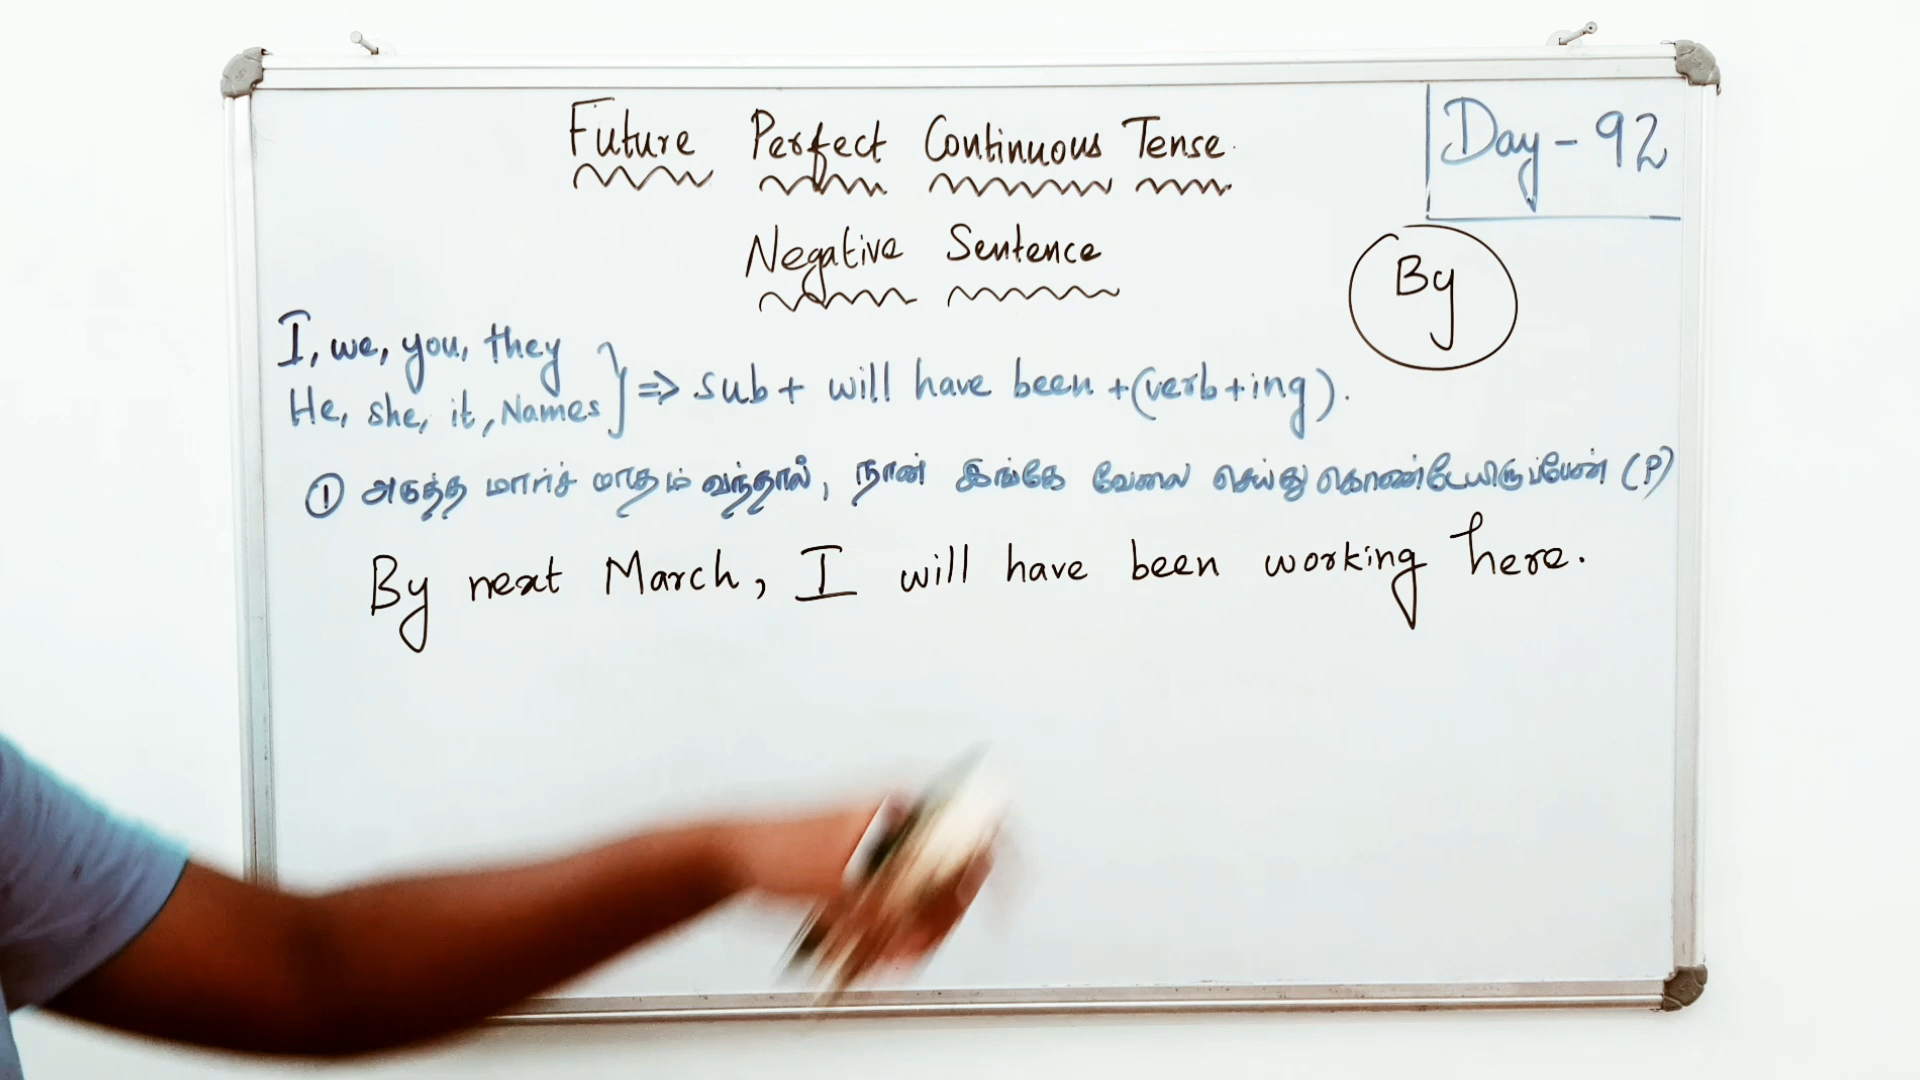 Future Perfect Continuous Tense.
Day - 92
Negative Sentence
By
I, we, you, they
He, she, it, Names } => sub + will have been + (verb+ing).
① அடுத்த மார்ச் மாதம் வந்தால், நான் இங்கே வேலை செய்து கொண்டேயிருப்பேன் (P)
By next March, I will have been working here.